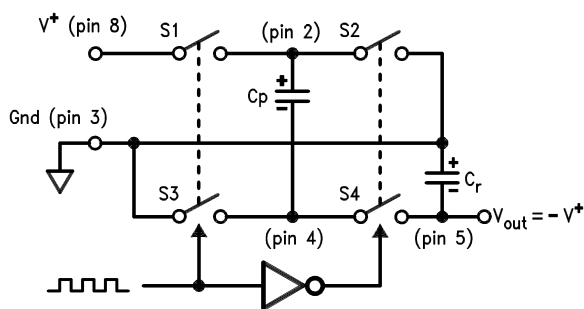 V+ (pin 8)
S1
(pin 2)
S2
+
Cp
-
Gnd (pin 3)
+
Cr
-
S3
S4
Vout = - V+
(pin 4)
(pin 5)